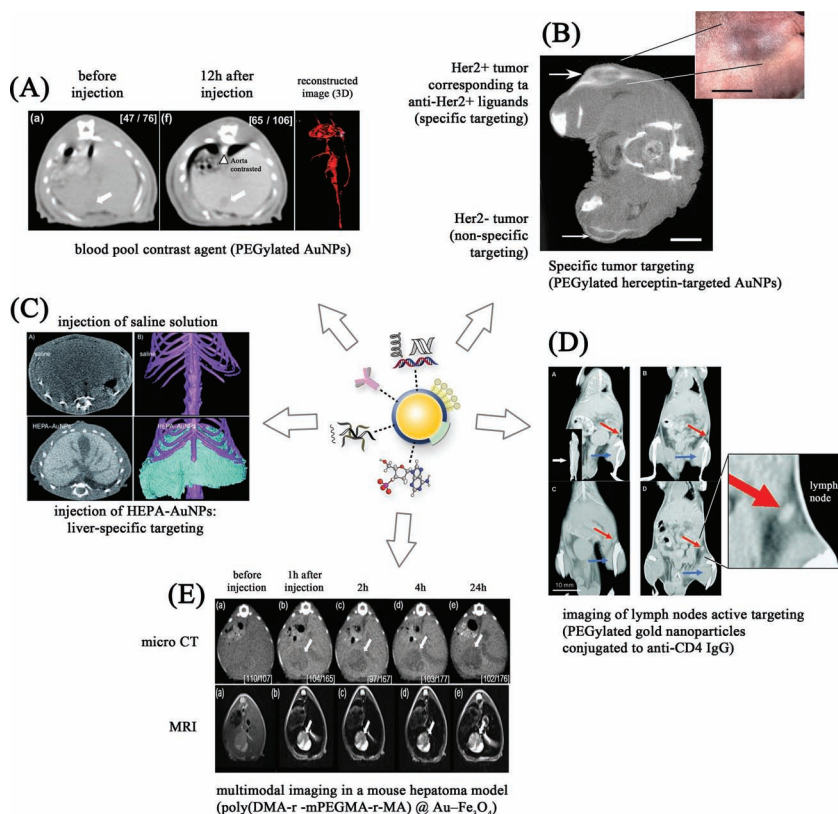 (A)
before
injection
12h after
injection
reconstructed
image (3D)
(a)
[47 / 76]
(f)
[65 / 106]
Aorta
contrasted
blood pool contrast agent (PEGylated AuNPs)
(B)
Her2+ tumor
corresponding ta
anti-Her2+ liguands
(specific targeting)
Her2- tumor
(non-specific
targeting)
Specific tumor targeting
(PEGylated herceptin-targeted AuNPs)
(C)
injection of saline solution
A)
saline
B)
saline
HEPA-AuNPs
HEPA-AuNPs
injection of HEPA-AuNPs:
liver-specific targeting
(D)
A
B
C
D
10 mm
lymph
node
imaging of lymph nodes active targeting
(PEGylated gold nanoparticles
conjugated to anti-CD4 IgG)
(E)
before
injection
1h after
injection
2h
4h
24h
micro CT
(a)
(b)
(c)
(d)
(e)
[110/107]
[104/165]
[97/167]
[103/177]
[102/176]
MRI
(a)
(b)
(c)
(d)
(e)
multimodal imaging in a mouse hepatoma model
(poly(DMA-r -mPEGMA-r-MA) @ Au–Fe₃O₄)